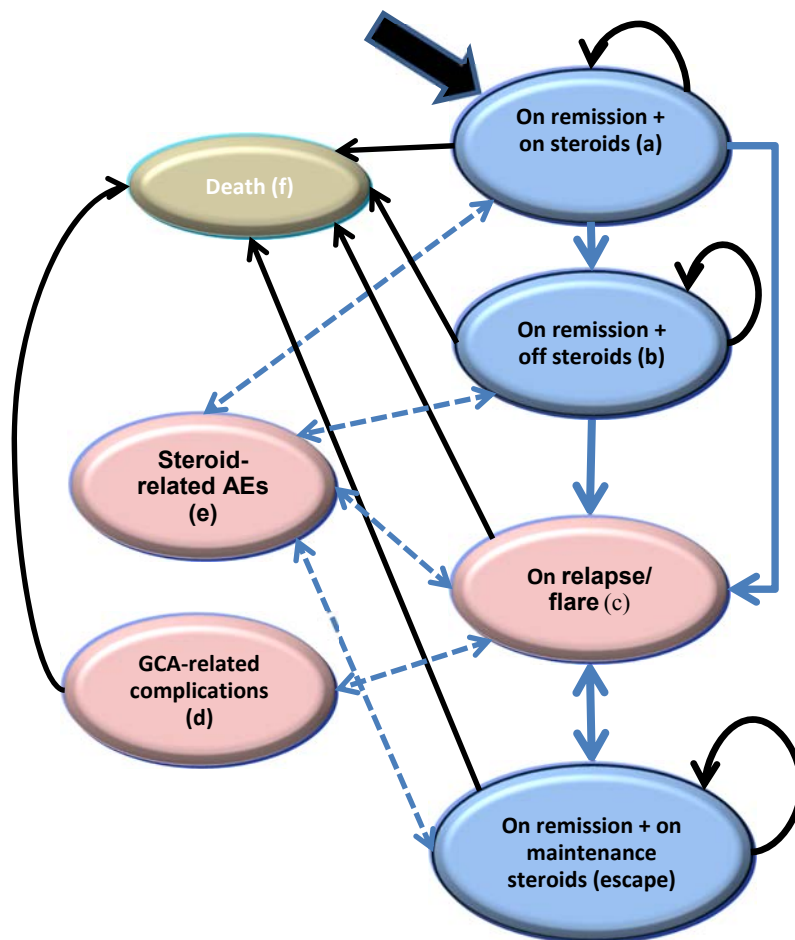 On remission +
on steroids (a)
Death (f)
On remission +
off steroids (b)
Steroid-
related AEs
(e)
On relapse/
flare (c)
GCA-related
complications
(d)
On remission + on
maintenance
steroids (escape)